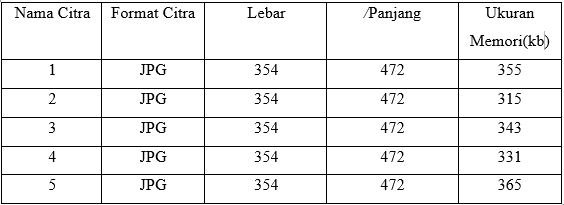 Nama Citra Format Citra Lebar /Panjang Ukuran Memori(kb)
1 JPG 354 472 355
2 JPG 354 472 315
3 JPG 354 472 343
4 JPG 354 472 331
5 JPG 354 472 365